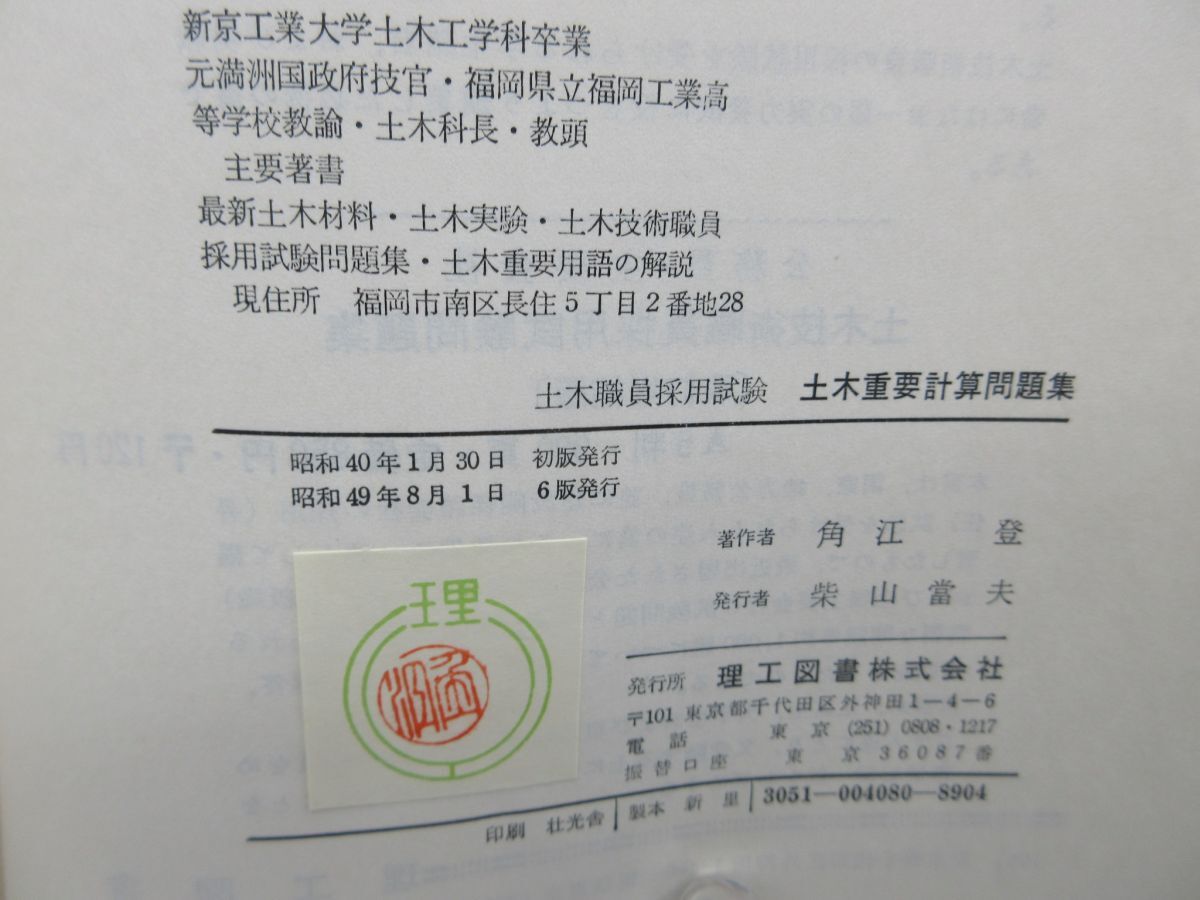 新京工業大学土木工学科卒業
元満洲国政府技官・福岡県立福岡工業高
等学校教諭・土木科長・教頭
主要著書
最新土木材料・土木実験・土木技術職員
採用試験問題集・土木重要用語の解説
現住所 福岡市南区長住5丁目2番地28
土木職員採用試験 土木重要計算問題集
昭和40年1月30日 初版発行
昭和49年8月1日 6版発行
著作者 角江 登
発行者 柴山當夫
理
発行所 理工図書株式会社
〒101 東京都千代田区外神田1―4―6
電話 東京 (251) 0808・1217
振替口座 東京 36087番
印刷 壮光舎 製本 新里 3051―004080―8904